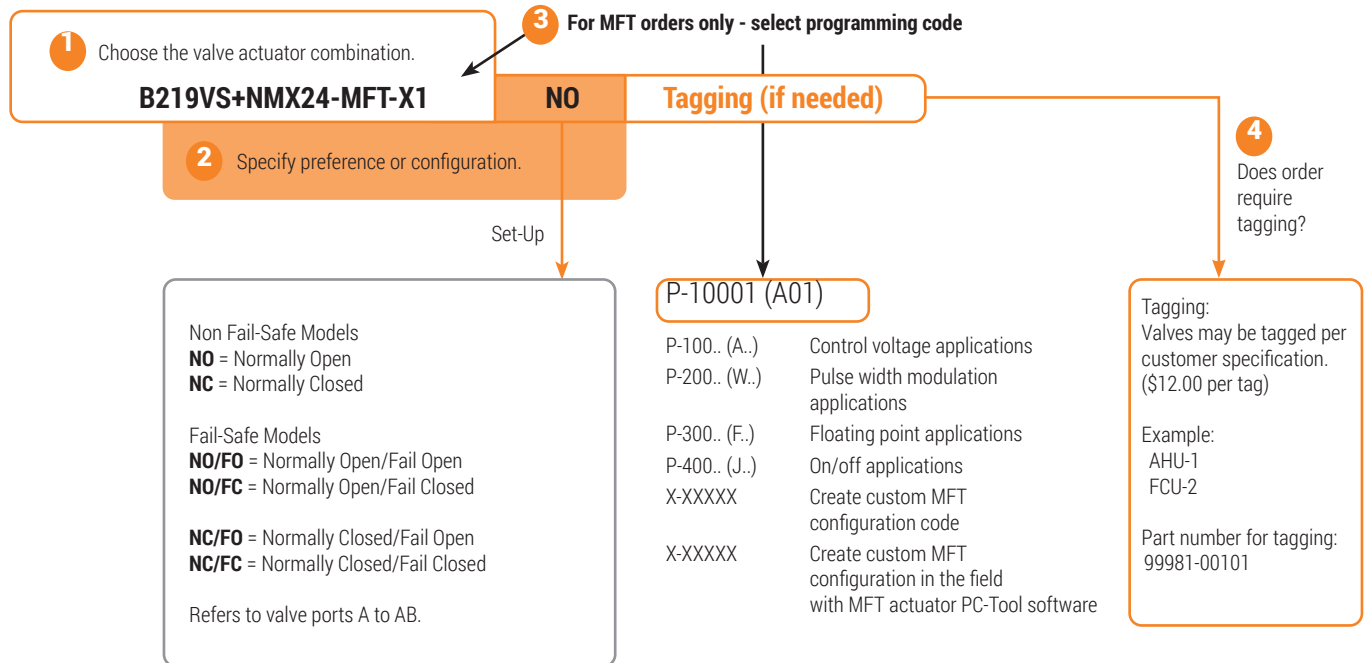 3 For MFT orders only - select programming code
1 Choose the valve actuator combination.
B219VS+NMX24-MFT-X1 NO Tagging (if needed)
2 Specify preference or configuration.
4
Does order
require
tagging?
Set-Up
Non Fail-Safe Models
NO = Normally Open
NC = Normally Closed
Fail-Safe Models
NO/FO = Normally Open/Fail Open
NO/FC = Normally Open/Fail Closed
NC/FO = Normally Closed/Fail Open
NC/FC = Normally Closed/Fail Closed
Refers to valve ports A to AB.
P-10001 (A01)
P-100.. (A..) Control voltage applications
P-200.. (W..) Pulse width modulation
applications
P-300.. (F..) Floating point applications
P-400.. (J..) On/off applications
X-XXXXX Create custom MFT
configuration code
X-XXXXX Create custom MFT
configuration in the field
with MFT actuator PC-Tool software
Tagging:
Valves may be tagged per
customer specification.
($12.00 per tag)
Example:
AHU-1
FCU-2
Part number for tagging:
99981-00101